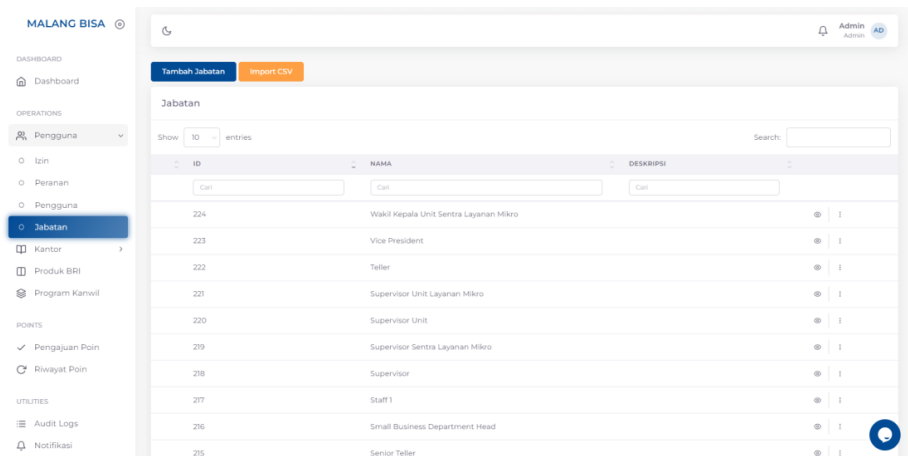 MALANG BISA
Admin
Admin
AD
DASHBOARD
Dashboard
OPERATIONS
Pengguna
Izin
Peranan
Pengguna
Jabatan
Kantor
Produk BRI
Program Kanwil
POINTS
Pengajuan Poin
Riwayat Poin
UTILITIES
Audit Logs
Notifikasi
Tambah Jabatan Import CSV
Jabatan
Show 10 entries Search:
ID NAMA DESKRIPSI
Cari Cari Cari
224 Wakil Kepala Unit Sentra Layanan Mikro
223 Vice President
222 Teller
221 Supervisor Unit Layanan Mikro
220 Supervisor Unit
219 Supervisor Sentra Layanan Mikro
218 Supervisor
217 Staff 1
216 Small Business Department Head
215 Senior Teller